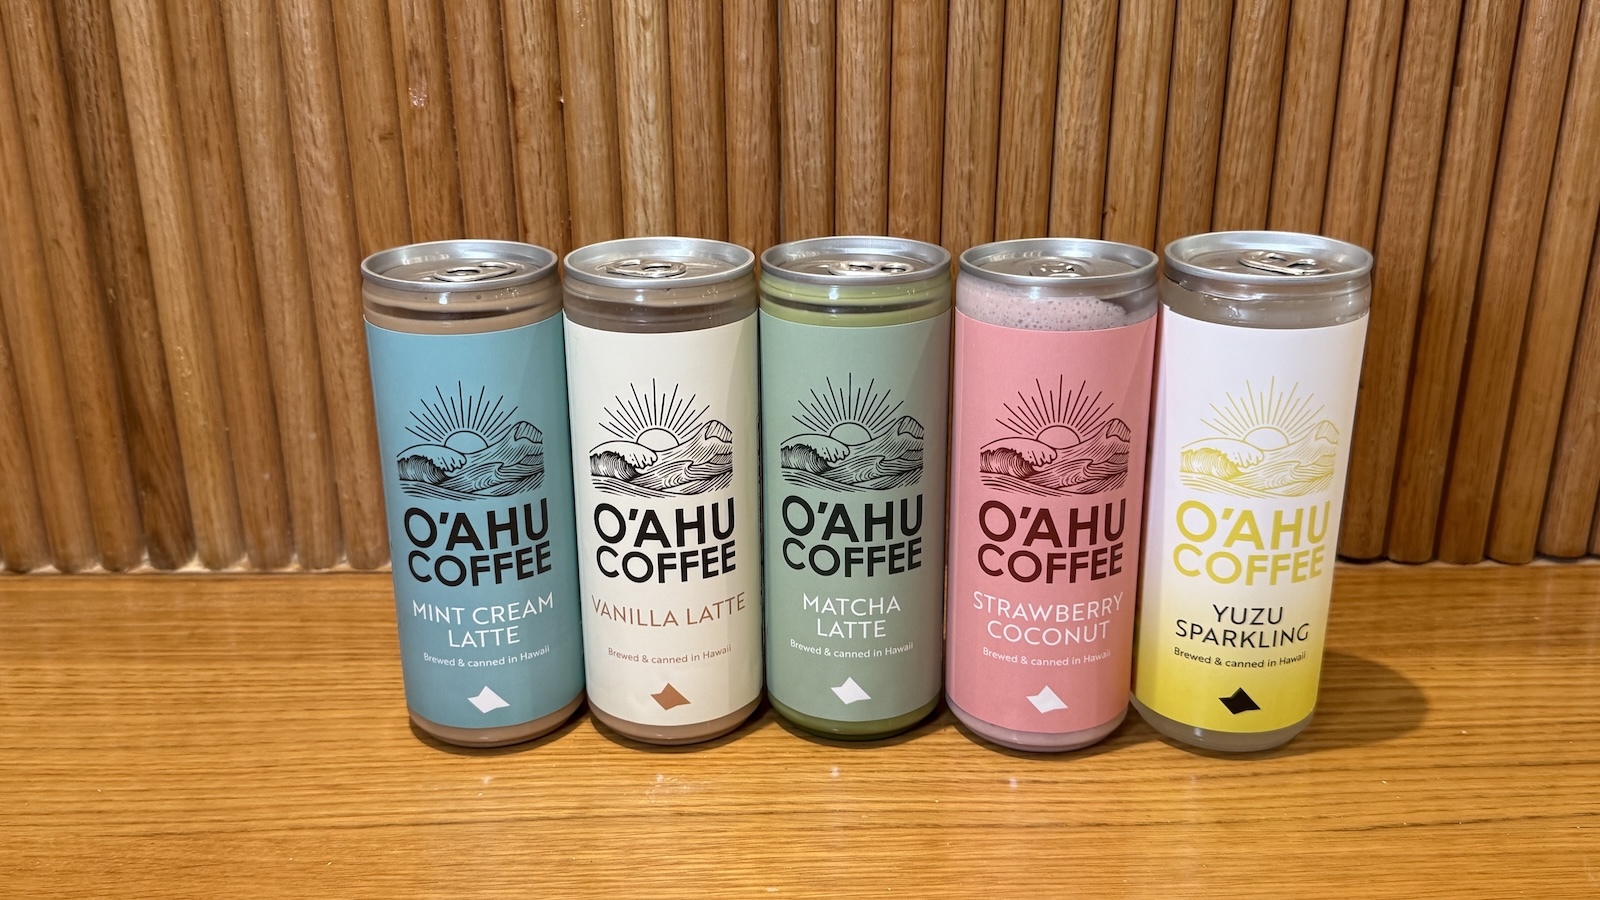 O'AHU
COFFEE
MINT CREAM
LATTE
Brewed & canned in Hawaii
O'AHU
COFFEE
VANILLA LATTE
Brewed & canned in Hawaii
O'AHU
COFFEE
MATCHA
LATTE
Brewed & canned in Hawaii
O'AHU
COFFEE
STRAWBERRY
COCONUT
Brewed & canned in Hawaii
O'AHU
COFFEE
YUZU
SPARKLING
Brewed & canned in Hawaii